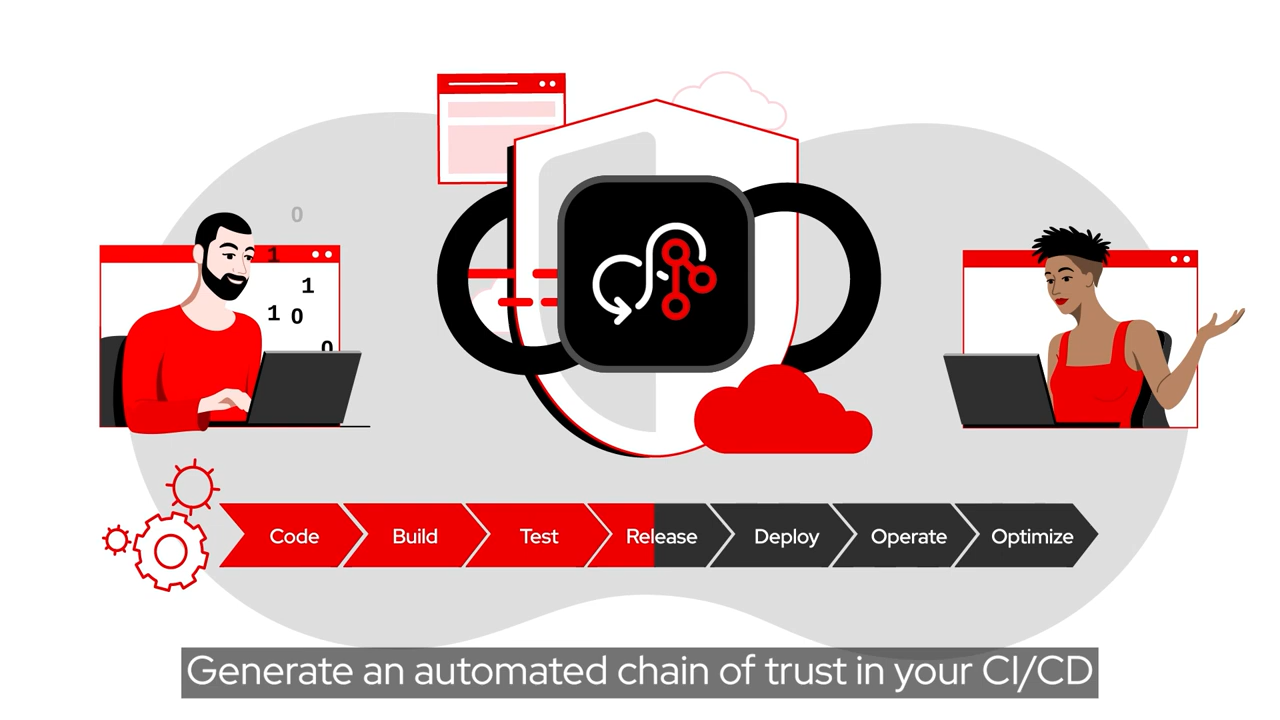 0
1
1
1 0
0
Code Build Test Release Deploy Operate Optimize
Generate an automated chain of trust in your CI/CD